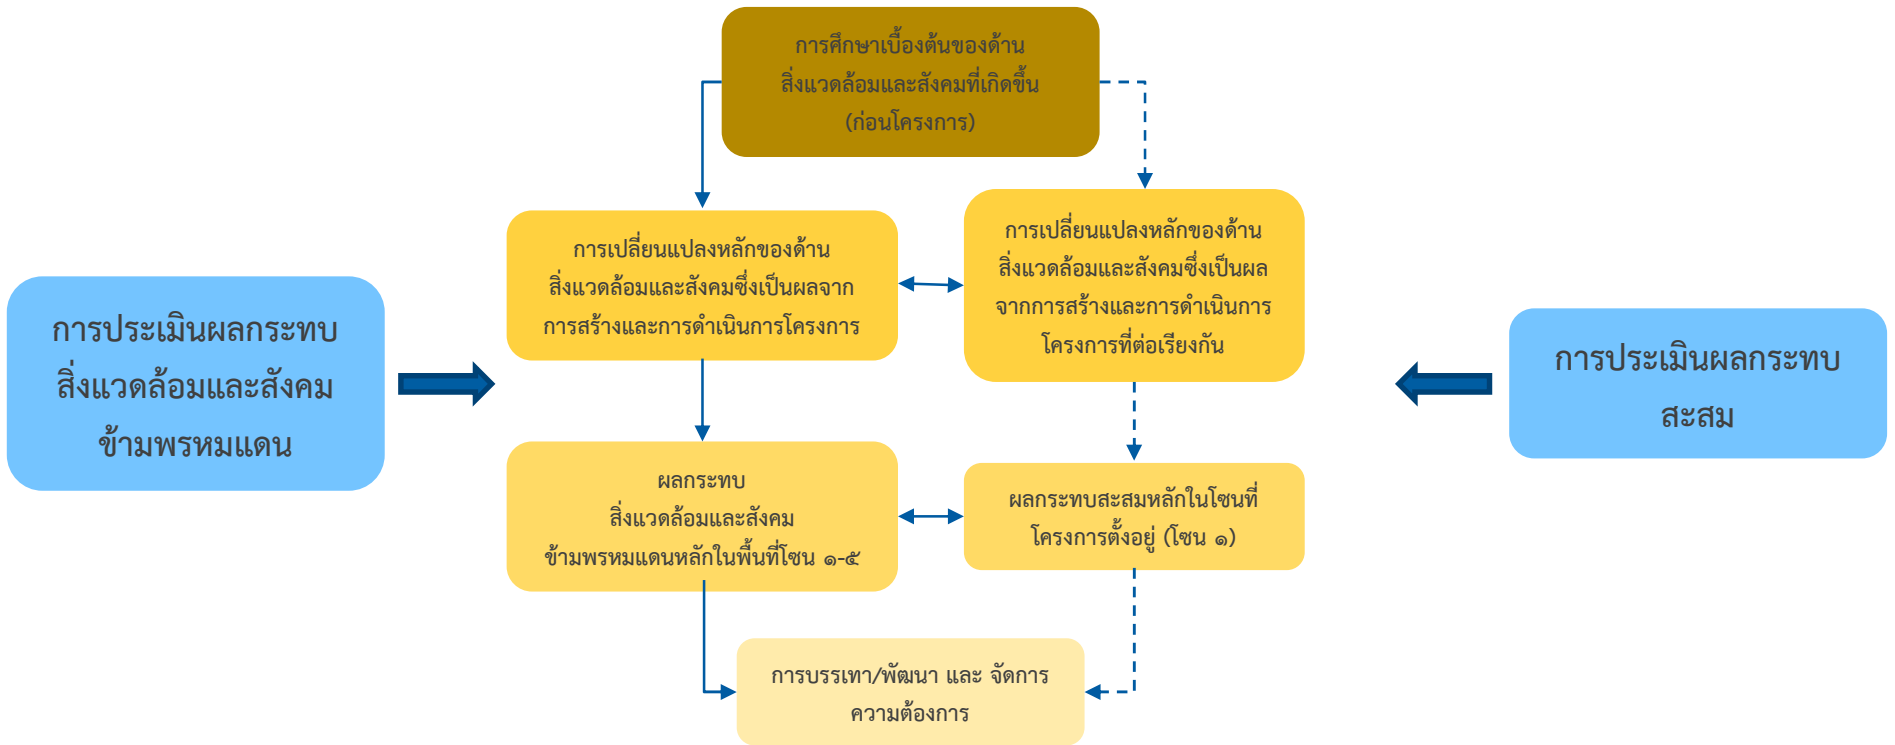 การศึกษาเบื้องต้นของด้าน
สิ่งแวดล้อมและสังคมที่เกิดขึ้น
(ก่อนโครงการ)
การเปลี่ยนแปลงหลักของด้าน
สิ่งแวดล้อมและสังคมซึ่งเป็นผลจาก
การสร้างและการดำเนินการโครงการ
การเปลี่ยนแปลงหลักของด้าน
สิ่งแวดล้อมและสังคมซึ่งเป็นผล
จากการสร้างและการดำเนินการ
โครงการที่ต่อเรียงกัน
การประเมินผลกระทบ
สิ่งแวดล้อมและสังคม
ข้ามพรหมแดน
การประเมินผลกระทบ
สะสม
ผลกระทบ
สิ่งแวดล้อมและสังคม
ข้ามพรหมแดนหลักในพื้นที่โซน ๑-๕
ผลกระทบสะสมหลักในโซนที่
โครงการตั้งอยู่ (โซน ๑)
การบรรเทา/พัฒนา และ จัดการ
ความต้องการ